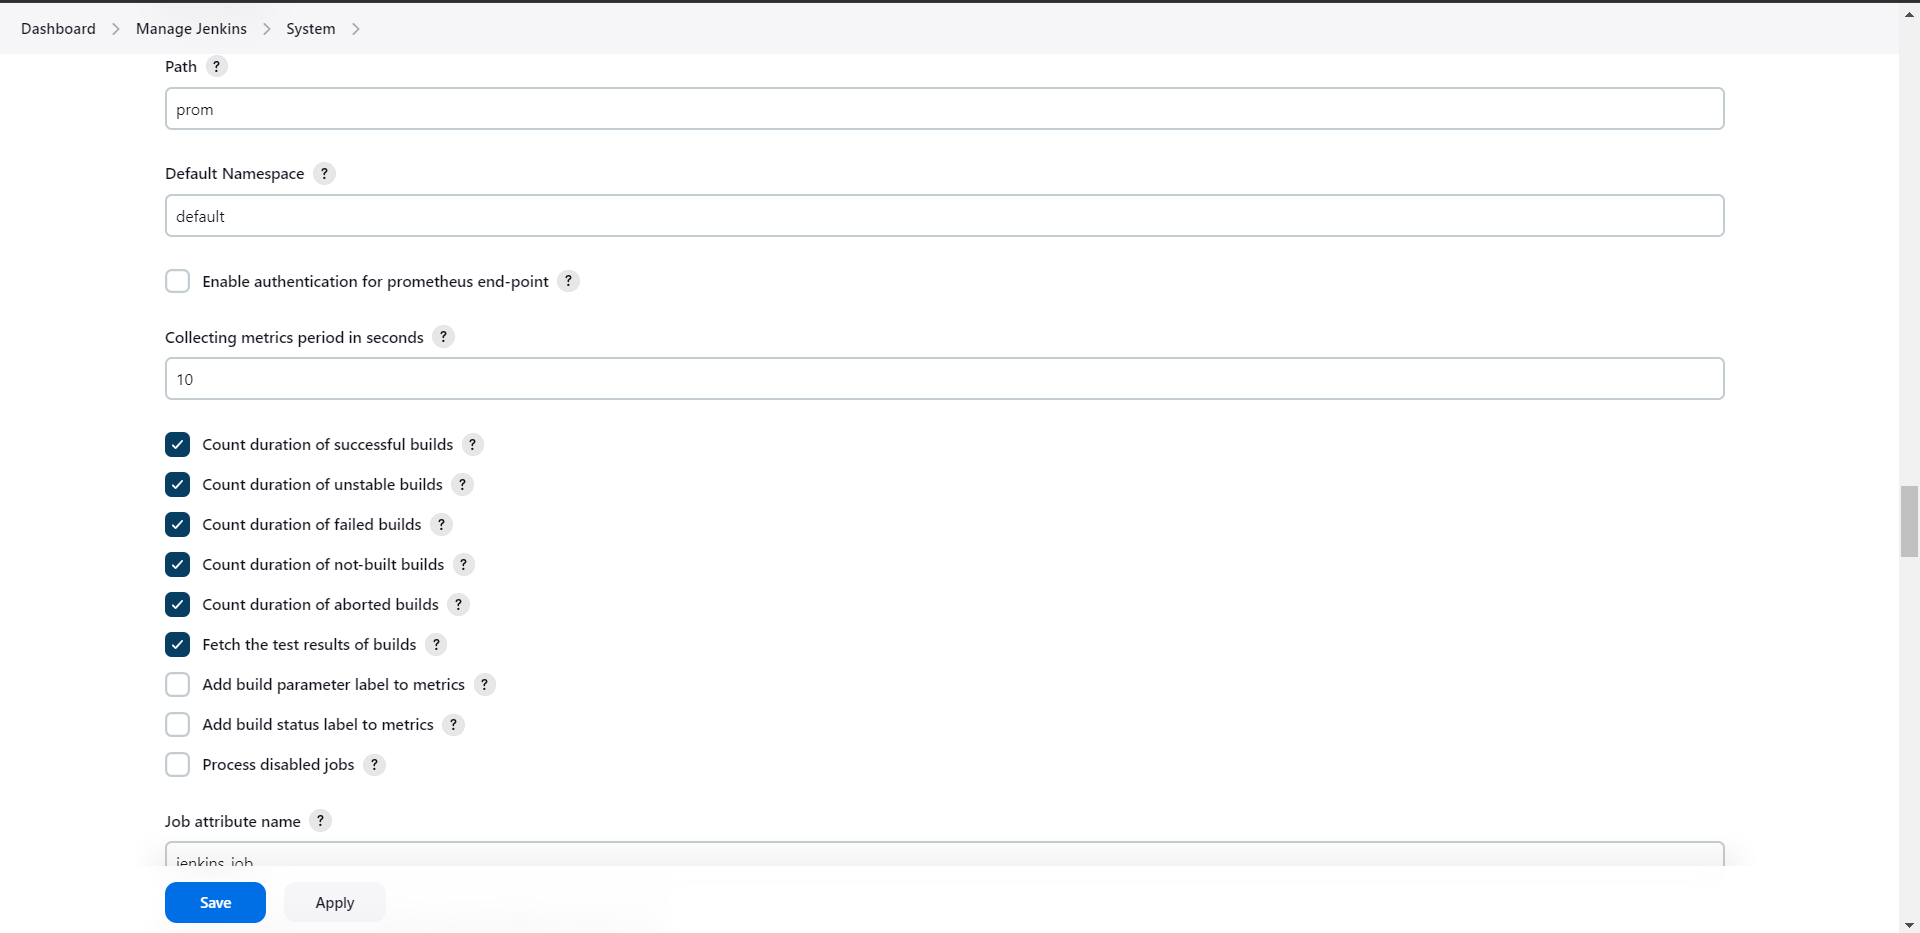 Dashboard > Manage Jenkins > System >
Path ?
prom
Default Namespace ?
default
Enable authentication for prometheus end-point ?
Collecting metrics period in seconds ?
10
Count duration of successful builds ?
Count duration of unstable builds ?
Count duration of failed builds ?
Count duration of not-built builds ?
Count duration of aborted builds ?
Fetch the test results of builds ?
Add build parameter label to metrics ?
Add build status label to metrics ?
Process disabled jobs ?
Job attribute name ?
jenkins_job
Save Apply